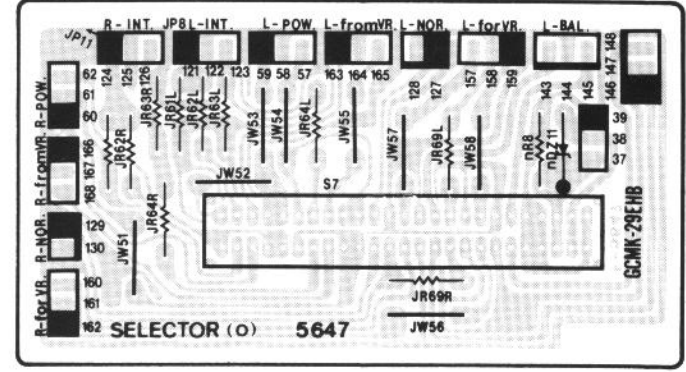 R-INT. JP8 L-INT. L-POW. L-fromVR. L-NOR. L-forVR. L-BAL.
JP11
124 125 126 121 122 123 59 58 57 163 164 165 128 127 157 158 159 143 144 145 146 147 148
R-POW. 62 61 60
R-fromVR. 166 167 168
R-NOR. 129 130
R-forVR. 160 161 162
JR62R JR63R JR61L JR62L JR63L JW53 JW54 JR64L JW55 JW57 JR69L JW58 nR8 nDZ11
39
38
37
JW52 S7
JR64R
JW51
GCMK-29EHB
JR69R
SELECTOR (O) 5647 JW56